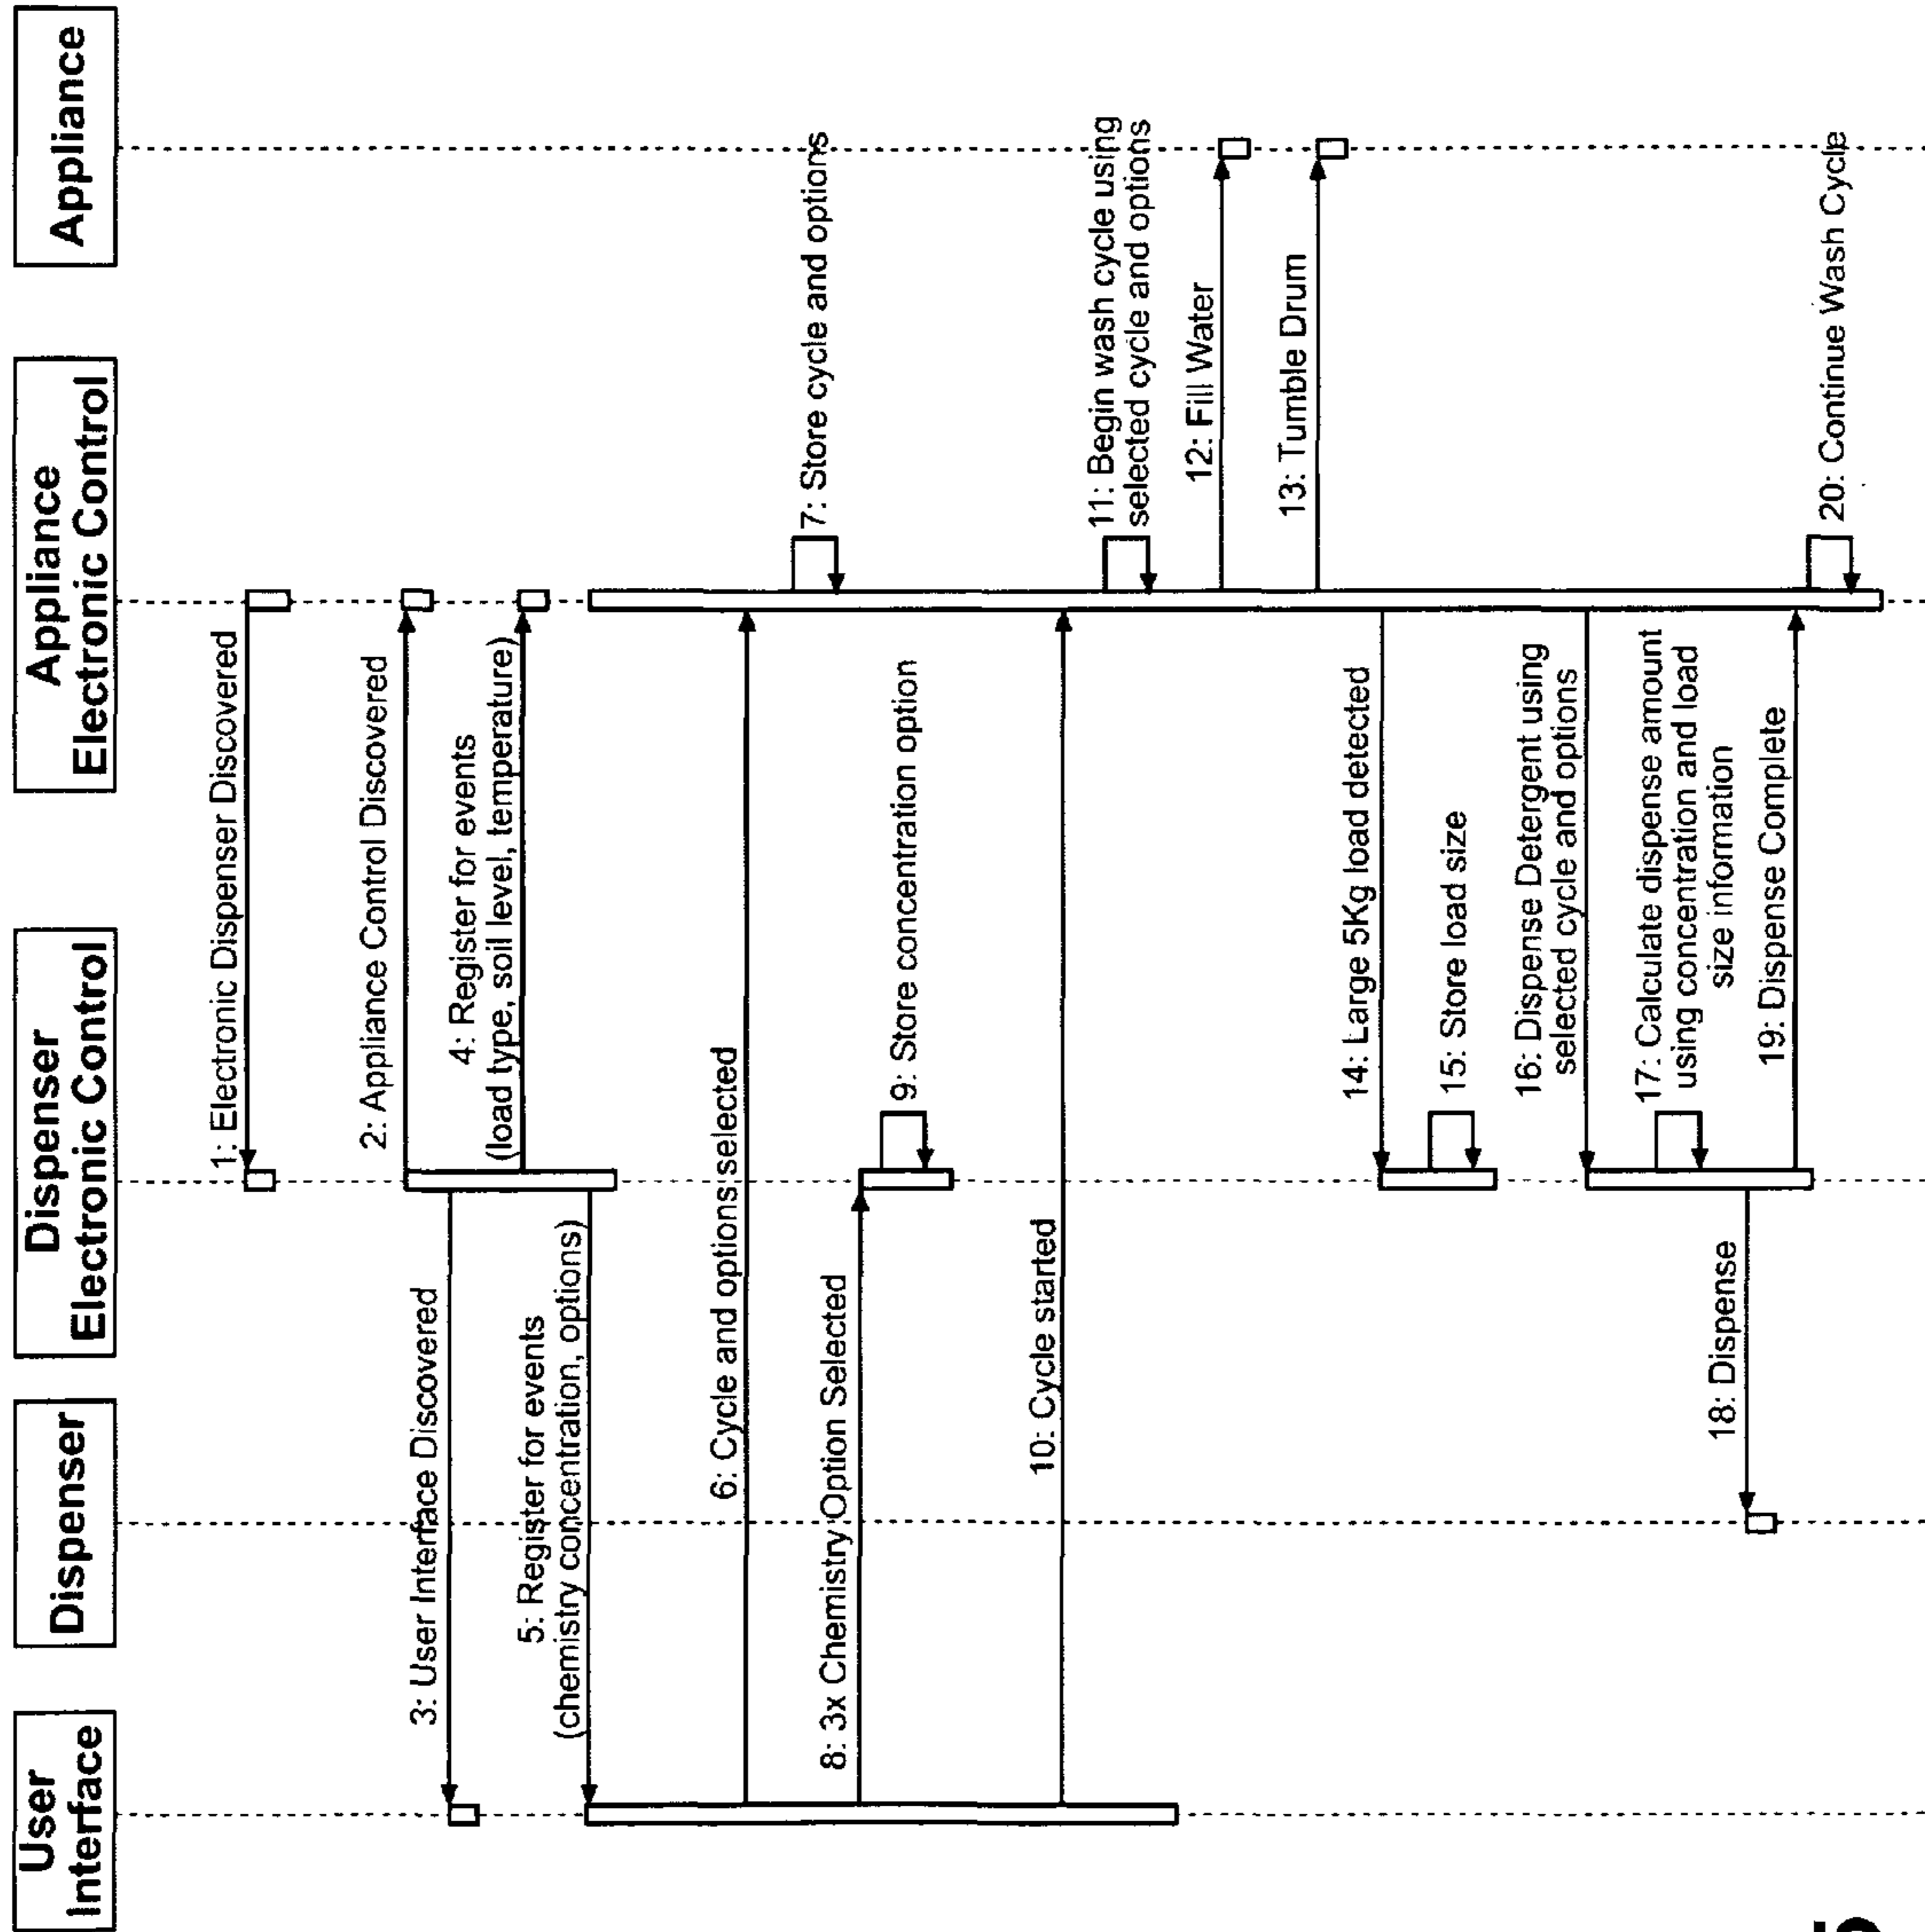 User
Interface
Dispenser
Dispenser
Electronic Control
Appliance
Electronic Control
Appliance
1: Electronic Dispenser Discovered
2: Appliance Control Discovered
3: User Interface Discovered
4: Register for events
(load type, soil level, temperature)
5: Register for events
(chemistry concentration, options)
6: Cycle and options selected
7: Store cycle and options
8: 3x Chemistry Option Selected
9: Store concentration option
10: Cycle started
11: Begin wash cycle using
selected cycle and options
12: Fill Water
13: Tumble Drum
14: Large 5Kg load detected
15: Store load size
16: Dispense Detergent using
selected cycle and options
17: Calculate dispense amount
using concentration and load
size information
18: Dispense
19: Dispense Complete
20: Continue Wash Cycle